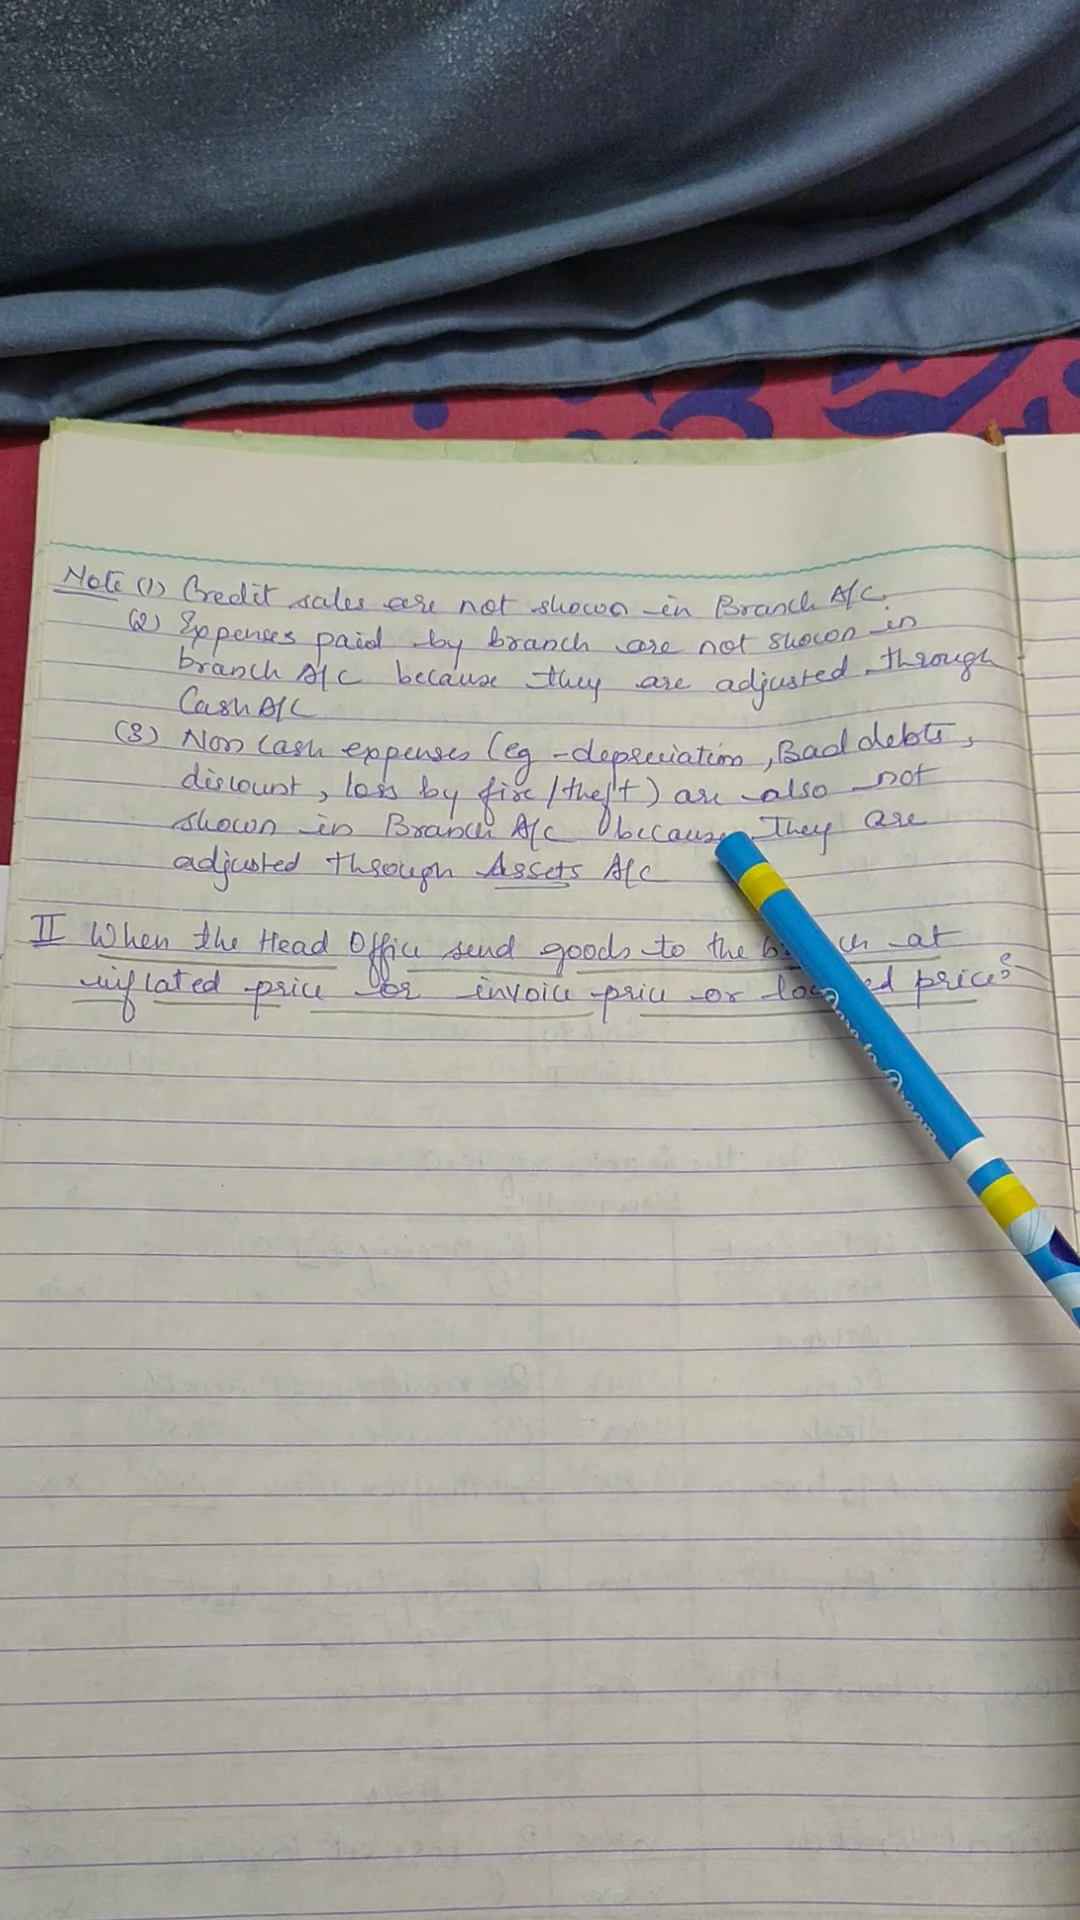 Note (1) Credit sales are not shown in Branch A/C.
(2) Expenses paid by branch are not shown in
branch A/C because they are adjusted through
Cash A/C
(3) Non cash expenses (eg - depreciation, Bad debts,
discount, loss by fire/theft) are also not
shown in Branch A/C because they are
adjusted through Assets A/C
II When the Head Office send goods to the at
inflated price or invoice price or price: